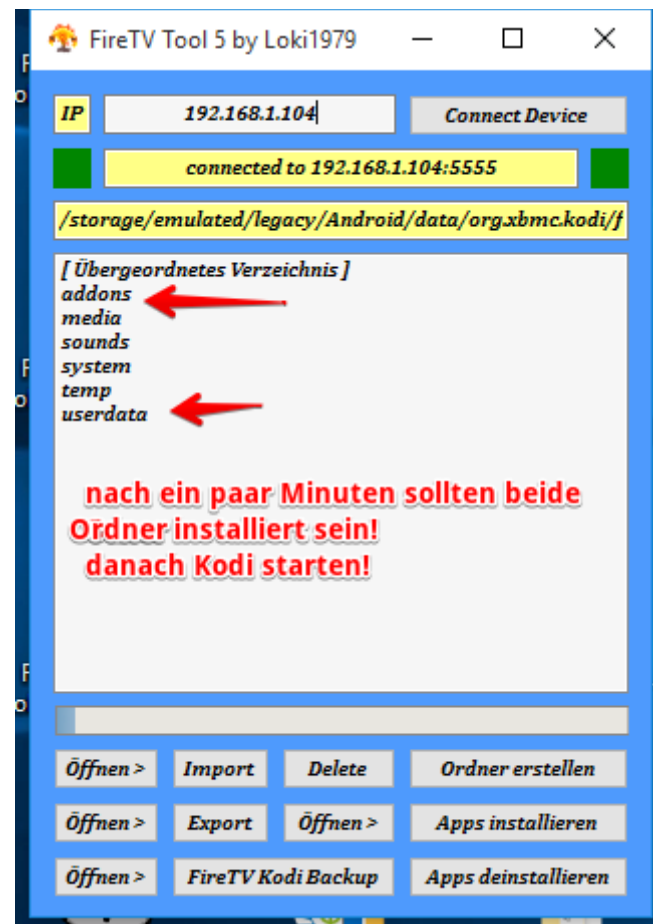 FireTV Tool 5 by Loki1979
IP 192.168.1.104 Connect Device
connected to 192.168.1.104:5555
/storage/emulated/legacy/Android/data/org.xbmc.kodi/f
[ Übergeordnetes Verzeichnis ]
addons
media
sounds
system
temp
userdata
nach ein paar Minuten sollten beide
Ordner installiert sein!
danach Kodi starten!
Öffnen > Import Delete Ordner erstellen
Öffnen > Export Öffnen > Apps installieren
Öffnen > FireTV Kodi Backup Apps deinstallieren